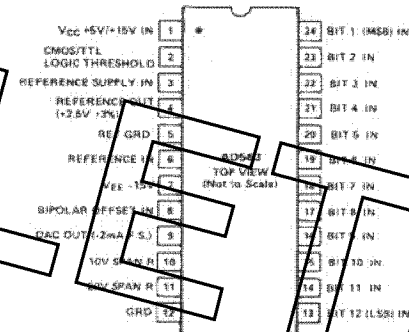 VCC +5V/+15V IN 1
CMOS/TTL LOGIC THRESHOLD 2
REFERENCE SUPPLY IN 3
REFERENCE OUT (+2.5V ±3%) 4
REF GRD 5
REFERENCE IN 6
VEE -15V 7
BIPOLAR OFFSET IN 8
DAC OUT (-2mA F.S.) 9
10V SPAN R 10
20V SPAN R 11
GRD 12
AD563
TOP VIEW
(Not to Scale)
24 BIT 1 (MSB) IN
23 BIT 2 IN
22 BIT 3 IN
21 BIT 4 IN
20 BIT 5 IN
19 BIT 6 IN
18 BIT 7 IN
17 BIT 8 IN
16 BIT 9 IN
15 BIT 10 IN
14 BIT 11 IN
13 BIT 12 (LSB) IN